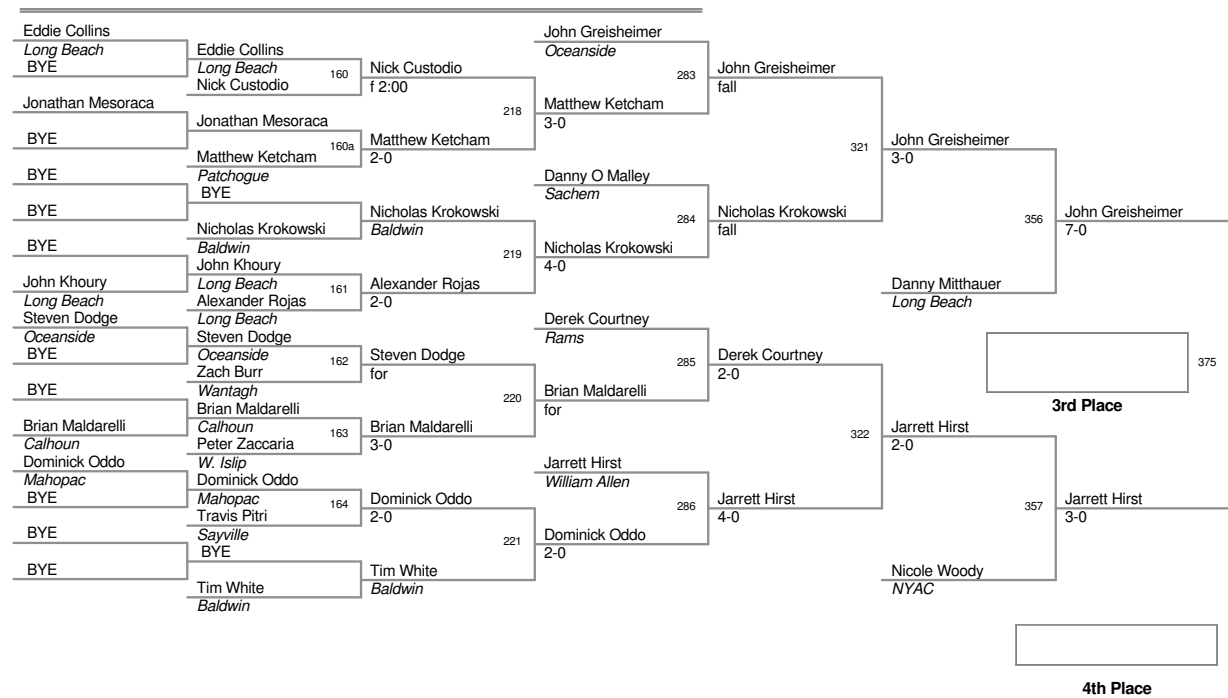 Eddie Collins
Long Beach
BYE
Jonathan Mesoraca
BYE
BYE
BYE
BYE
John Khoury
Long Beach
Steven Dodge
Oceanside
BYE
BYE
Brian Maldarelli
Calhoun
Dominick Oddo
Mahopac
BYE
BYE
BYE
Eddie Collins
Long Beach
160
Nick Custodio
Jonathan Mesoraca
160a
Matthew Ketcham
Patchogue
BYE
Nicholas Krokowski
Baldwin
John Khoury
Long Beach
161
Alexander Rojas
Long Beach
Steven Dodge
Oceanside
162
Zach Burr
Wantagh
Brian Maldarelli
Calhoun
163
Peter Zaccaria
W. Islip
Dominick Oddo
Mahopac
164
Travis Pitri
Sayville
BYE
Tim White
Baldwin
Nick Custodio
f 2:00
218
Matthew Ketcham
2-0
Nicholas Krokowski
Baldwin
219
Alexander Rojas
2-0
Steven Dodge
for
220
Brian Maldarelli
3-0
Dominick Oddo
2-0
221
Tim White
Baldwin
John Greisheimer
Oceanside
283
Matthew Ketcham
3-0
Danny O Malley
Sachem
284
Nicholas Krokowski
4-0
Derek Courtney
Rams
285
Brian Maldarelli
for
Jarrett Hirst
William Allen
286
Dominick Oddo
2-0
John Greisheimer
fall
321
Nicholas Krokowski
fall
Derek Courtney
2-0
322
Jarrett Hirst
4-0
John Greisheimer
3-0
356
Danny Mitthauer
Long Beach
Jarrett Hirst
2-0
357
Nicole Woody
NYAC
John Greisheimer
7-0
375
3rd Place
Jarrett Hirst
3-0
4th Place